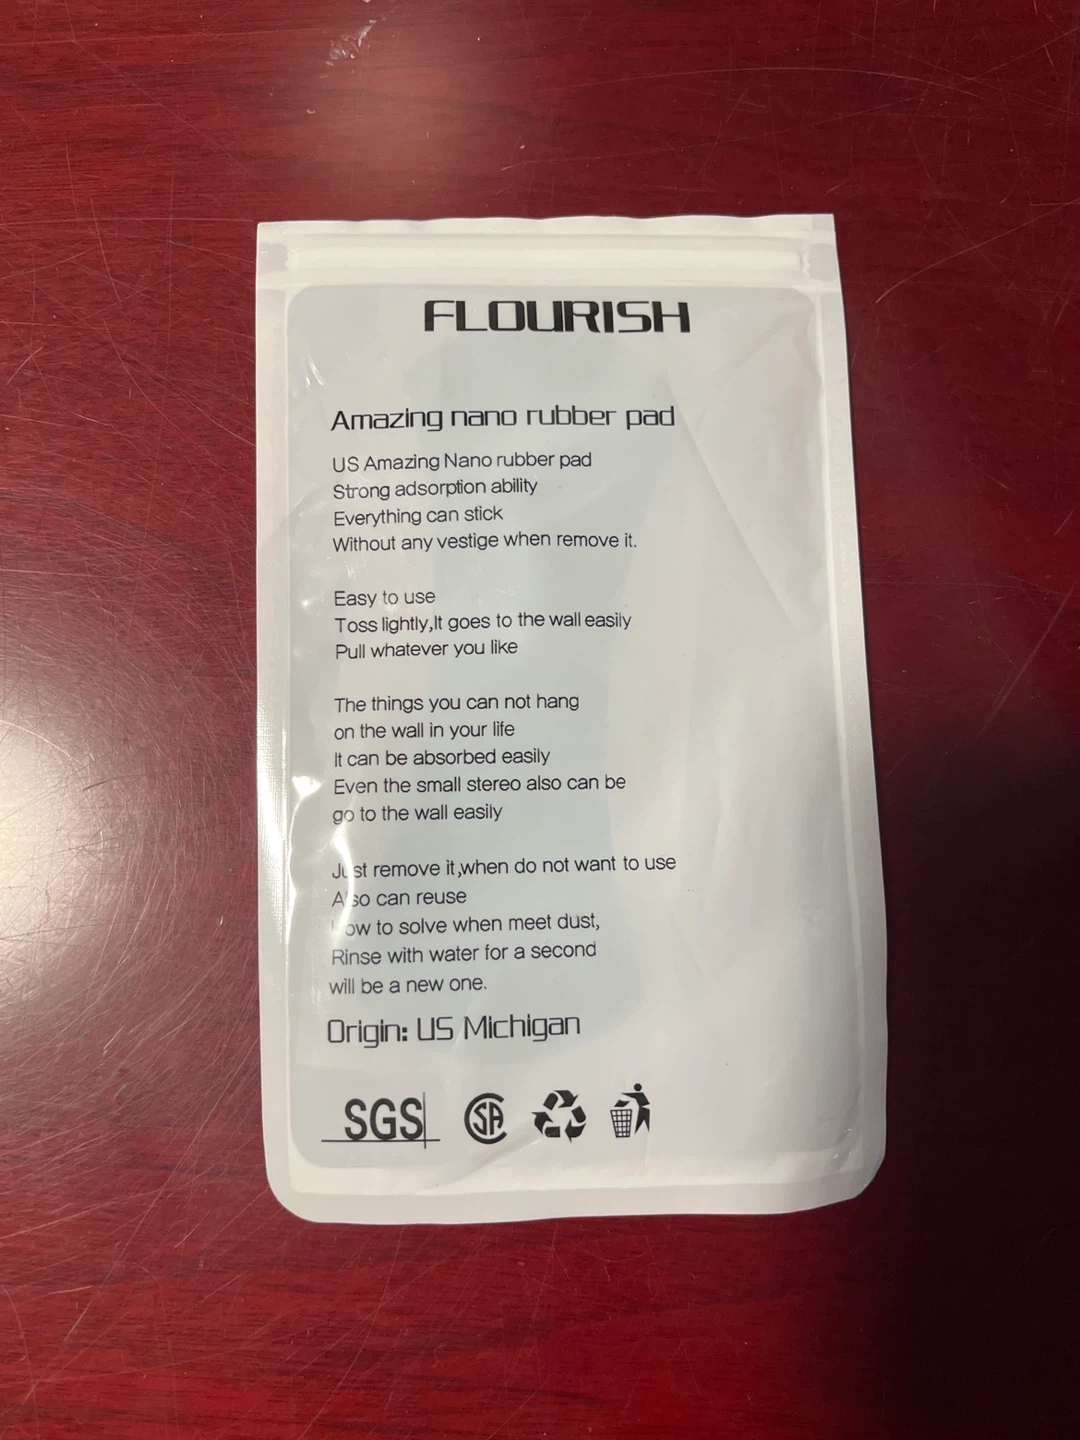 FLOURISH
Amazing nano rubber pad
US Amazing Nano rubber pad
Strong adsorption ability
Everything can stick
Without any vestige when remove it.
Easy to use
Toss lightly,It goes to the wall easily
Pull whatever you like
The things you can not hang
on the wall in your life
It can be absorbed easily
Even the small stereo also can be
go to the wall easily
Just remove it,when do not want to use
Also can reuse
How to solve when meet dust,
Rinse with water for a second
will be a new one.
Origin: US Michigan
SGS CSA